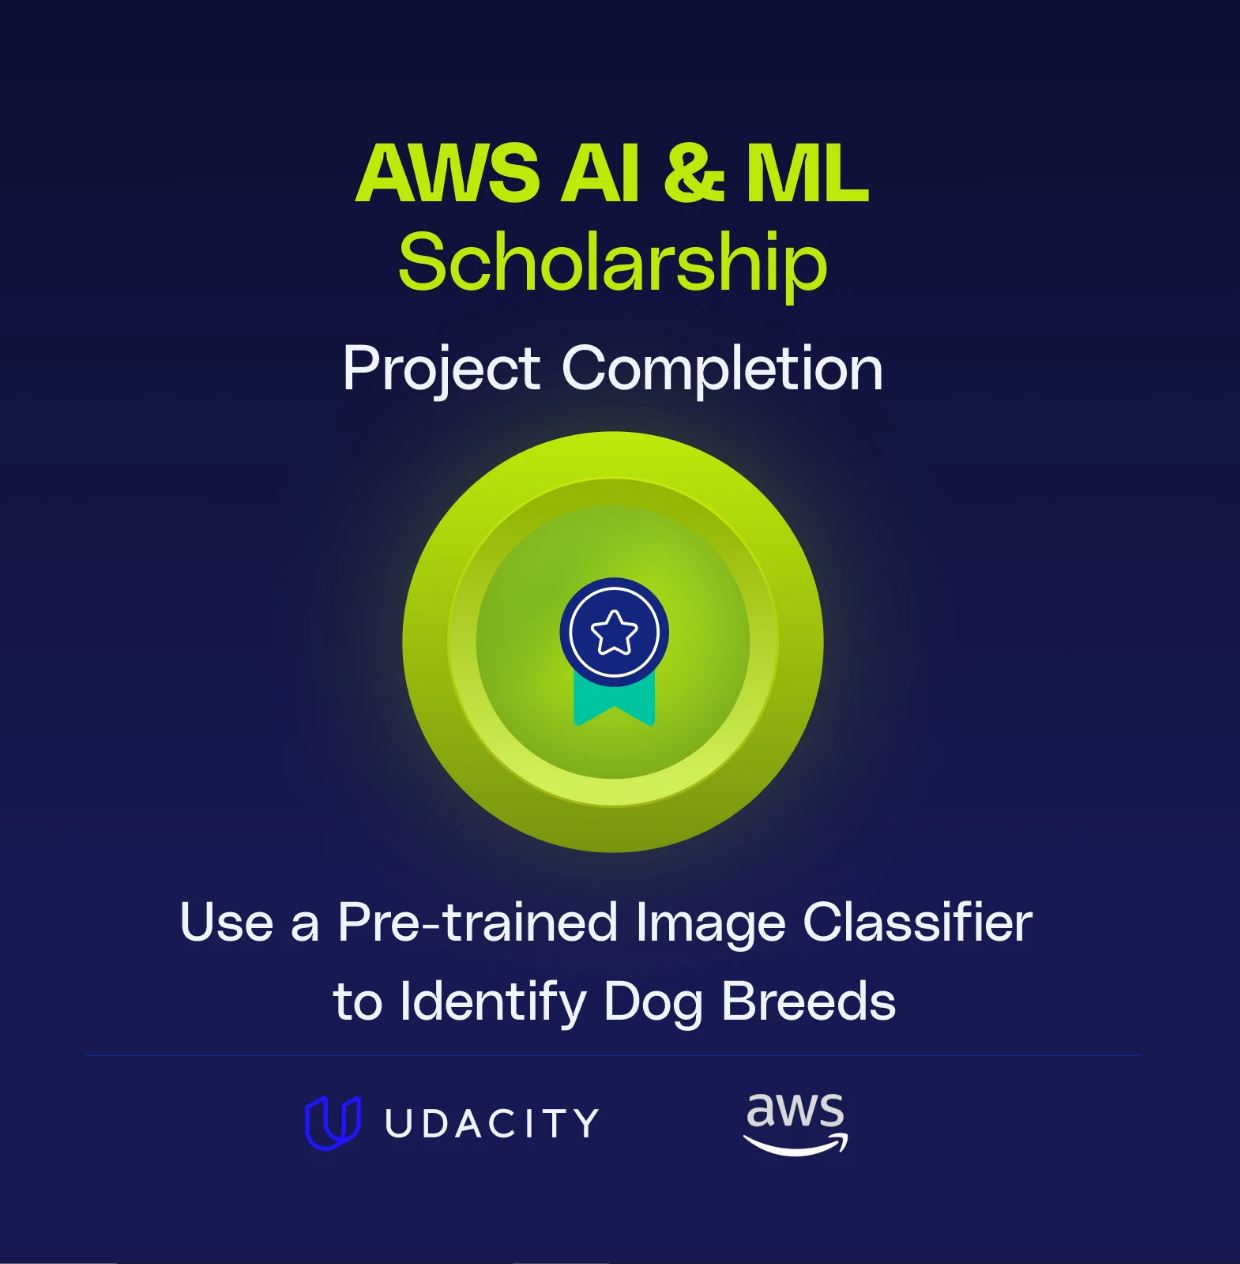 AWS AI & ML
Scholarship
Project Completion
Use a Pre-trained Image Classifier
to Identify Dog Breeds
UDACITY
aws